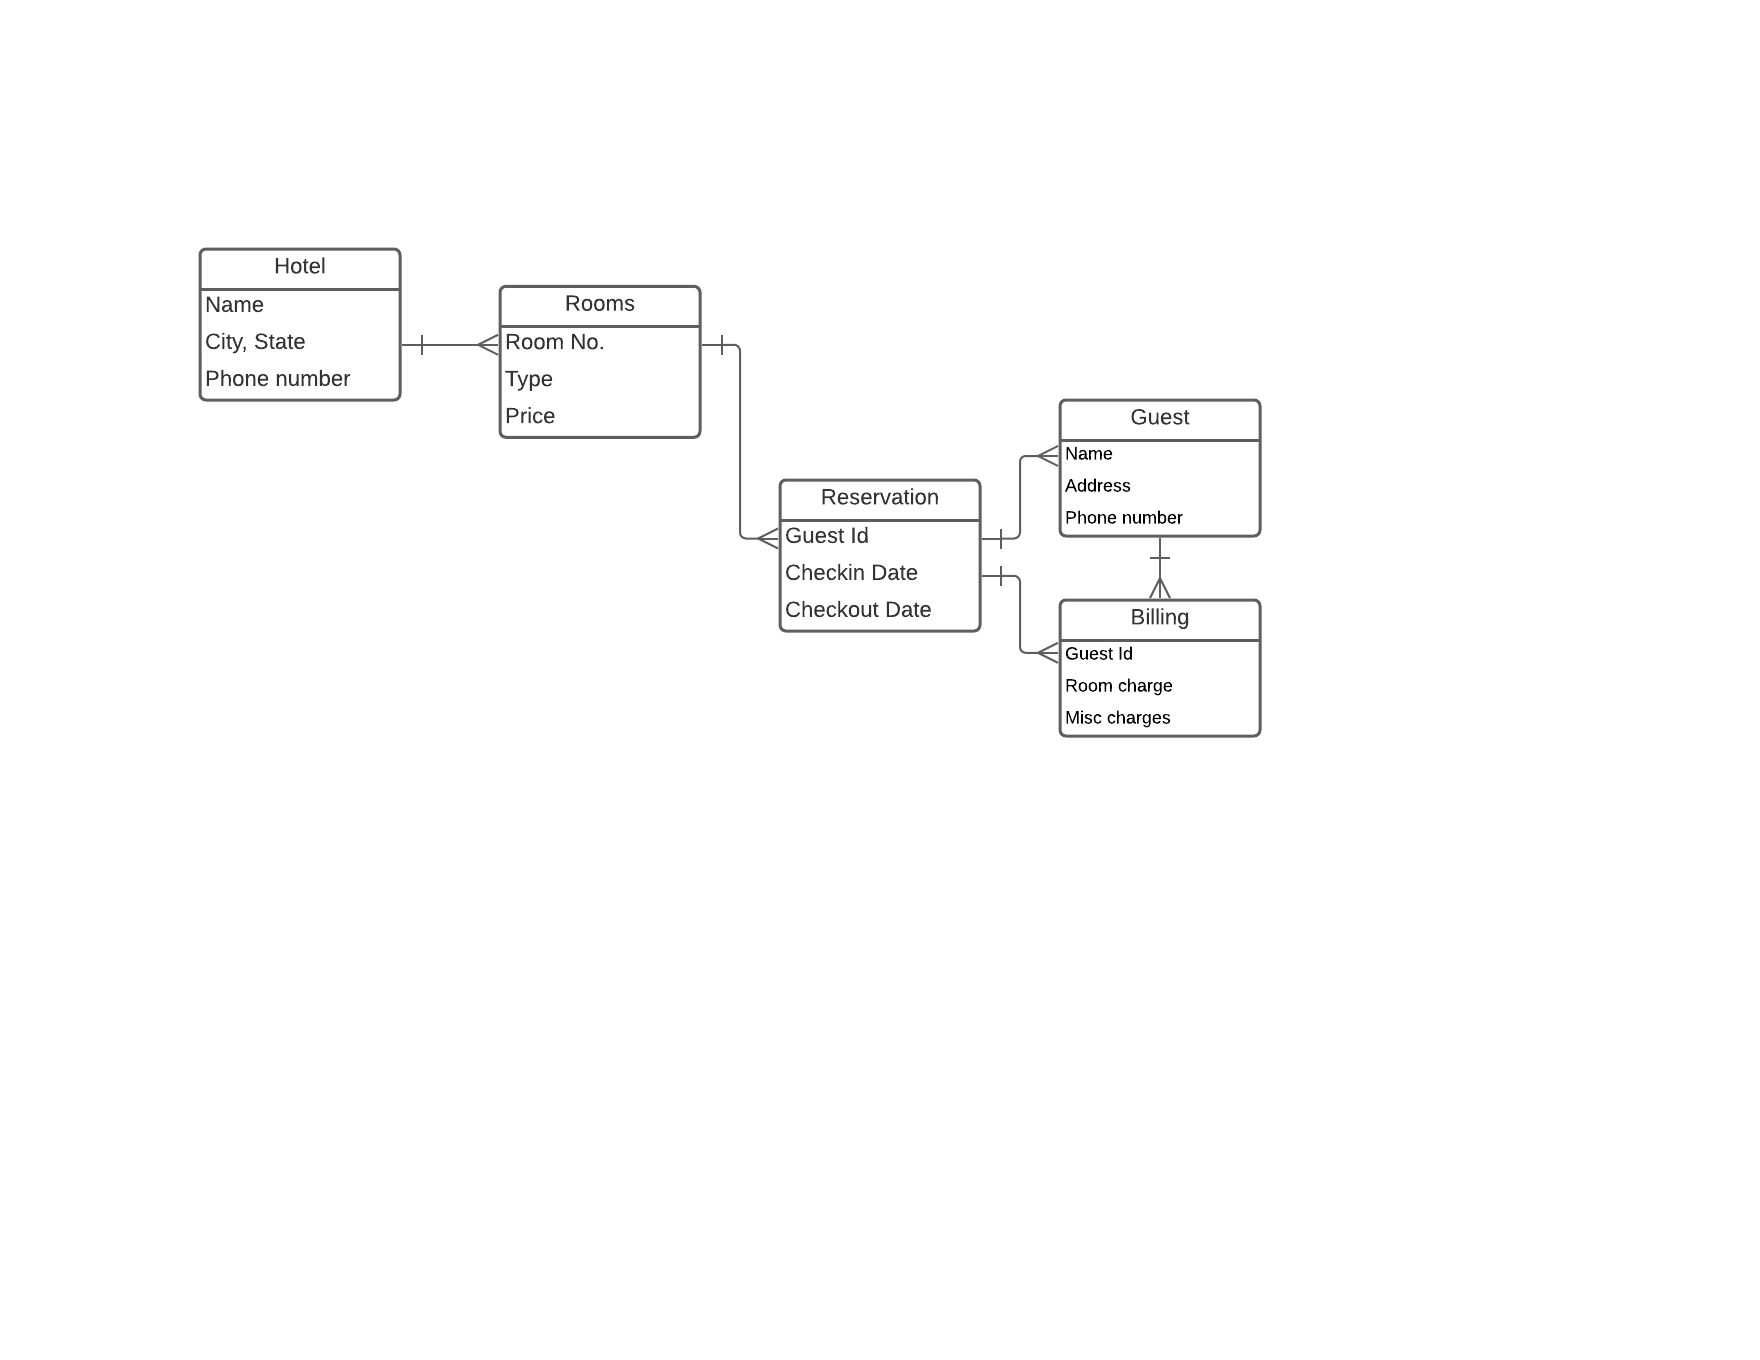 Hotel
Name
City, State
Phone number
Rooms
Room No.
Type
Price
Reservation
Guest Id
Checkin Date
Checkout Date
Guest
Name
Address
Phone number
Billing
Guest Id
Room charge
Misc charges